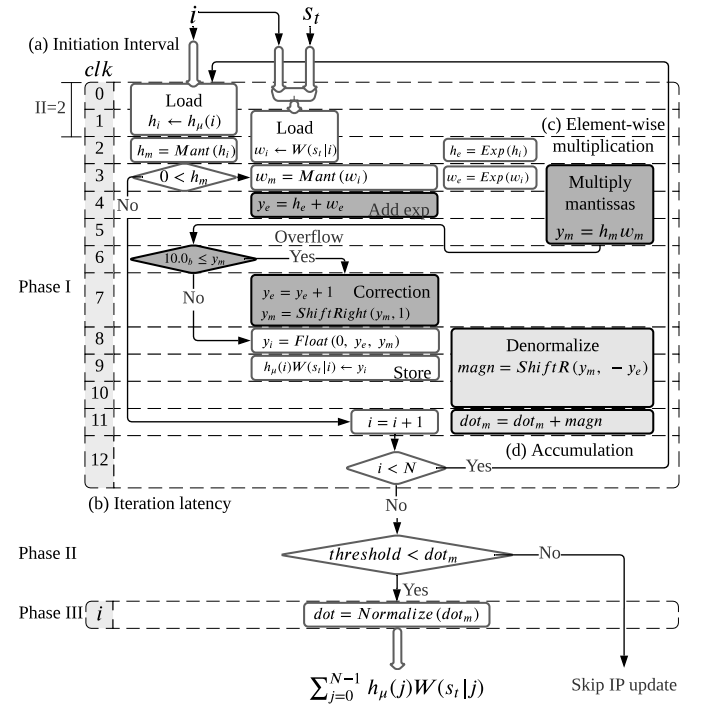 i
s_t
(a) Initiation Interval
clk
0
II=2
Load
h_i ← h_μ(i)
1
Load
w_i ← W(s_t|i)
(c) Element-wise
multiplication
2
h_m = Mant(h_i)
h_e = Exp(h_i)
3
0 < h_m
w_m = Mant(w_i)
w_e = Exp(w_i)
Multiply
mantissas
y_m = h_m w_m
No
4
y_e = h_e + w_e
Add exp
5
Overflow
6
10.0_b ≤ y_m
Yes
Phase I
7
No
y_e = y_e + 1
Correction
y_m = ShiftRight(y_m, 1)
8
y_i = Float(0, y_e, y_m)
Denormalize
magn = ShiftR(y_m, − y_e)
9
h_μ(i)W(s_t|i) ← y_i
Store
10
11
i = i + 1
dot_m = dot_m + magn
(d) Accumulation
12
i < N
Yes
(b) Iteration latency
No
Phase II
threshold < dot_m
No
Yes
Phase III
i
dot = Normalize(dot_m)
∑_{j=0}^{N−1} h_μ(j)W(s_t|j)
Skip IP update